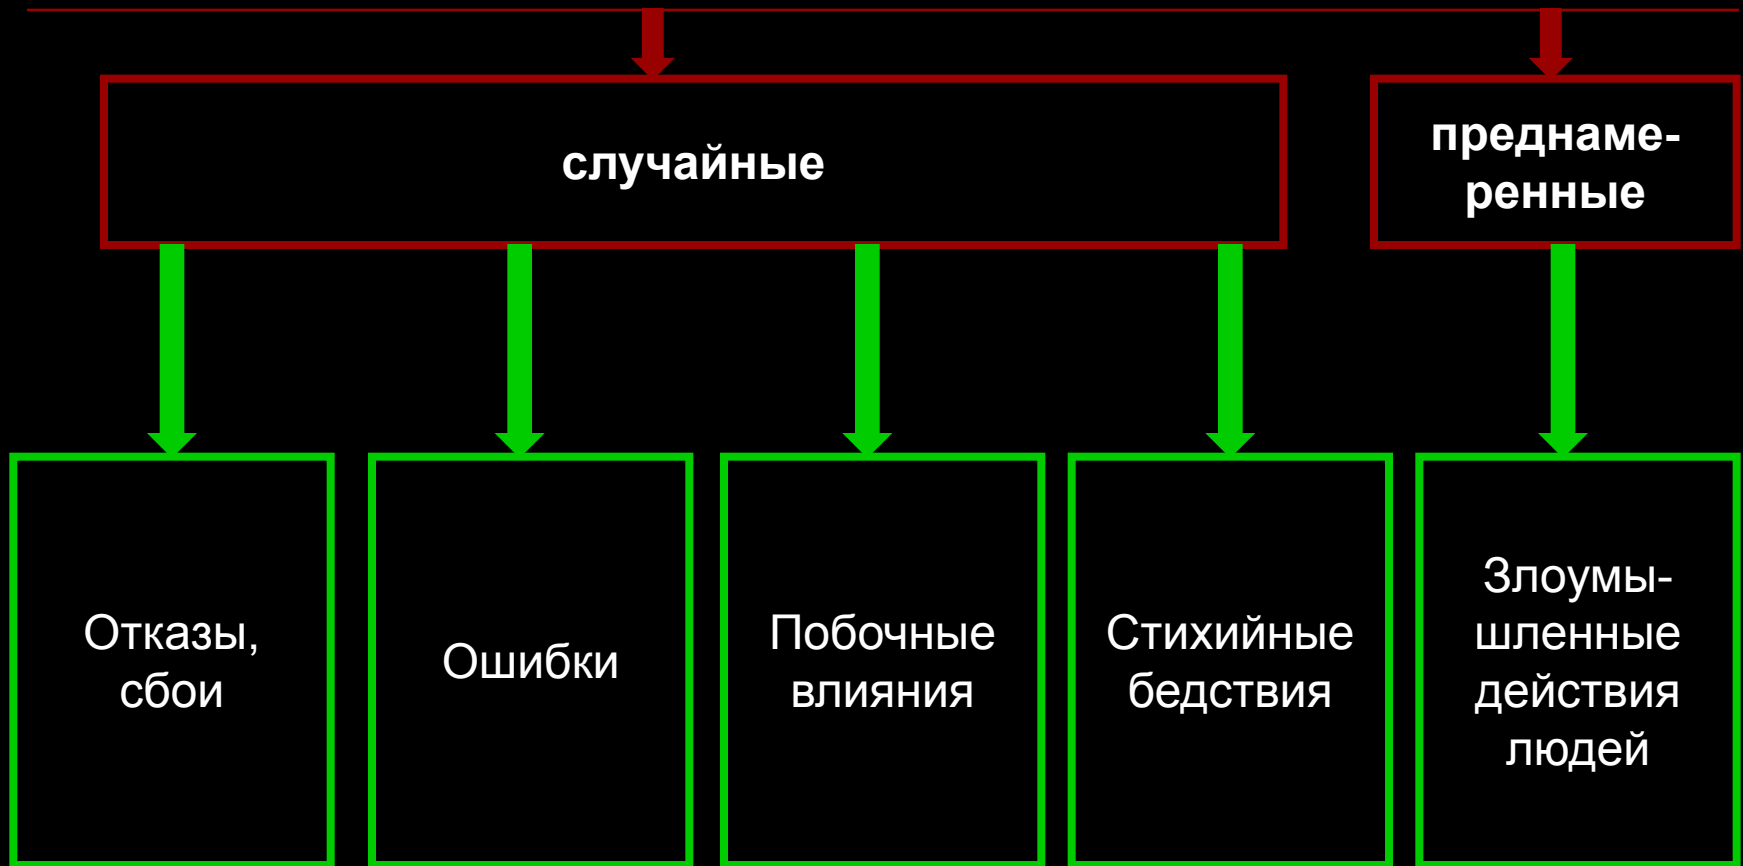 случайные
преднаме-
ренные
Отказы,
сбои
Ошибки
Побочные
влияния
Стихийные
бедствия
Злоумы-
шленные
действия
людей